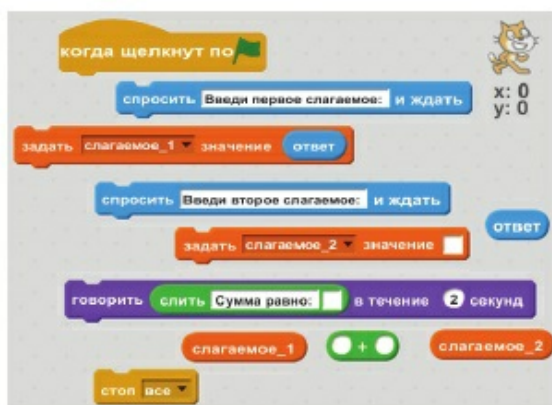 когда щелкнут по
x: 0
y: 0
спросить Введи первое слагаемое: и ждать
задать слагаемое_1 значение ответ
спросить Введи второе слагаемое: и ждать
ответ
задать слагаемое_2 значение
говорить слить Сумма равно: в течение 2 секунд
слагаемое_1 + слагаемое_2
стоп все